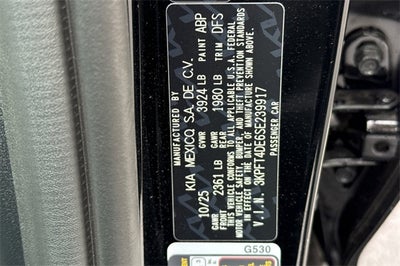 MANUFACTURED BY
KIA MEXICO, S.A. DE C.V.
10/25 GVWR 3924 LB PAINT ABP
GAWR FRONT 2361 LB GAWR REAR 1980 LB TRIM DFS
THIS VEHICLE CONFORMS TO ALL APPLICABLE U.S.A. FEDERAL
MOTOR VEHICLE SAFETY, BUMPER, AND THEFT PREVENTION STANDARDS
IN EFFECT ON THE DATE OF MANUFACTURE SHOWN ABOVE.
V.I.N. 3KPFT4DE6SE239917
PASSENGER CAR
G530